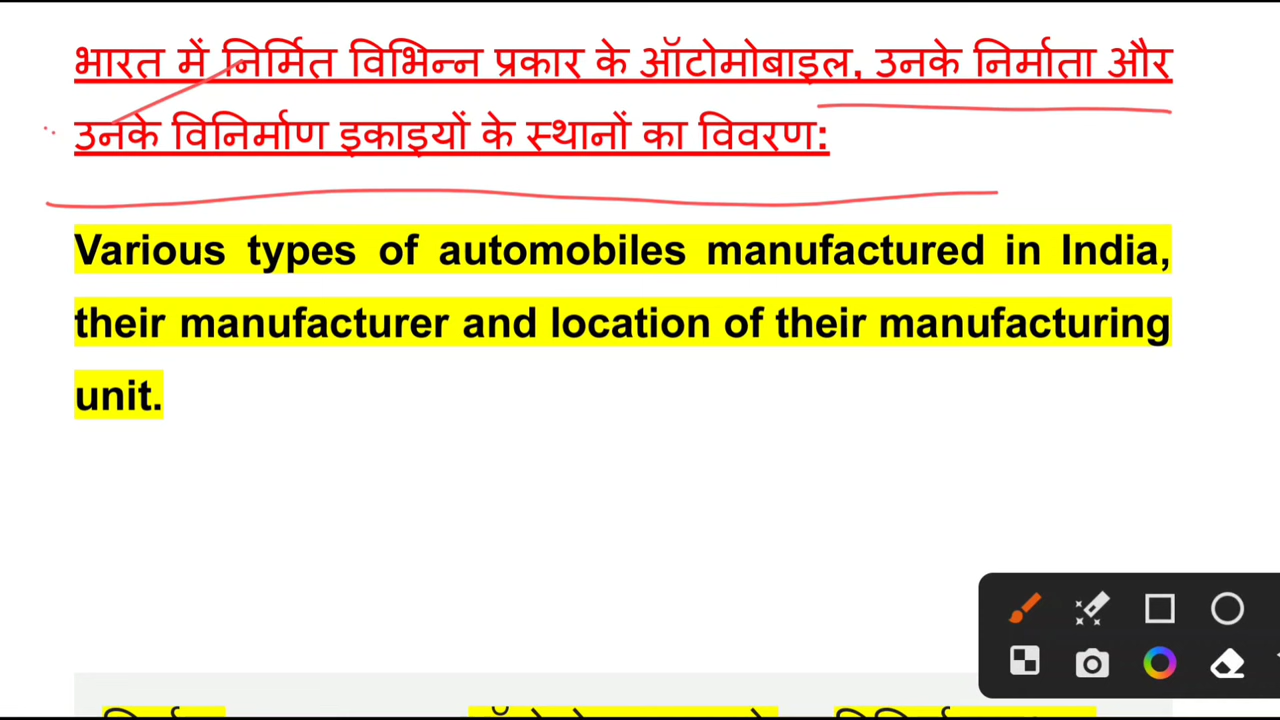 भारत में निर्मित विभिन्न प्रकार के ऑटोमोबाइल, उनके निर्माता और
उनके विनिर्माण इकाइयों के स्थानों का विवरण:
Various types of automobiles manufactured in India,
their manufacturer and location of their manufacturing
unit.